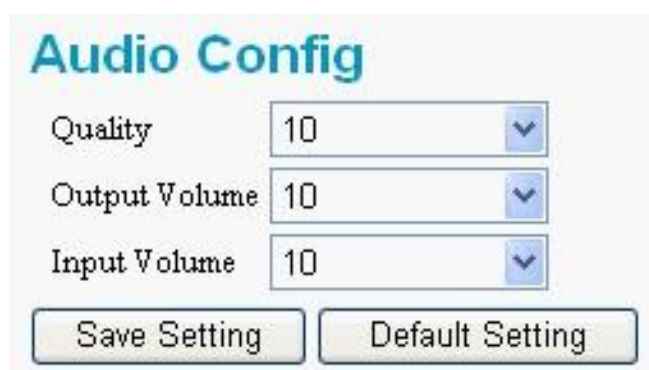 Audio Config
Quality 10
Output Volume 10
Input Volume 10
Save Setting Default Setting